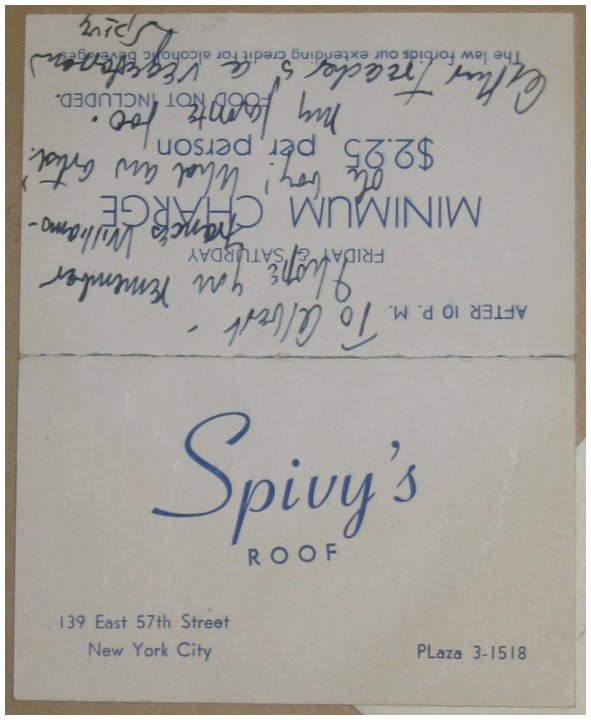 Spivy's
ROOF
139 East 57th Street
New York City
PLaza 3-1518
AFTER 10 P. M.
FRIDAY & SATURDAY
MINIMUM CHARGE
$2.25 per person
FOOD NOT INCLUDED.
The law forbids our extending credit for alcoholic beverages.
To Albert
I hope you remember
Frances Williams-
oh boy! What an artist.
my too.
Spivy